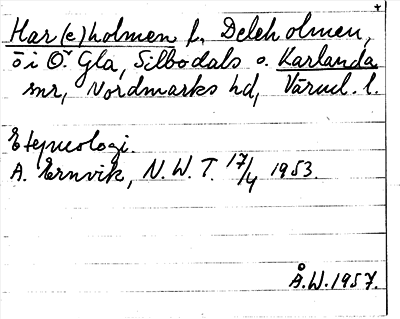 Har(e)holmen l. Deleholmen,
ö i Ö. Gla, Silbodals o. Karlanda
snr, Nordmarks hd, Värml. l.
Etymologi.
A. Ernvik, N.W.T. 17/4 1953.
Å.W. 1957.